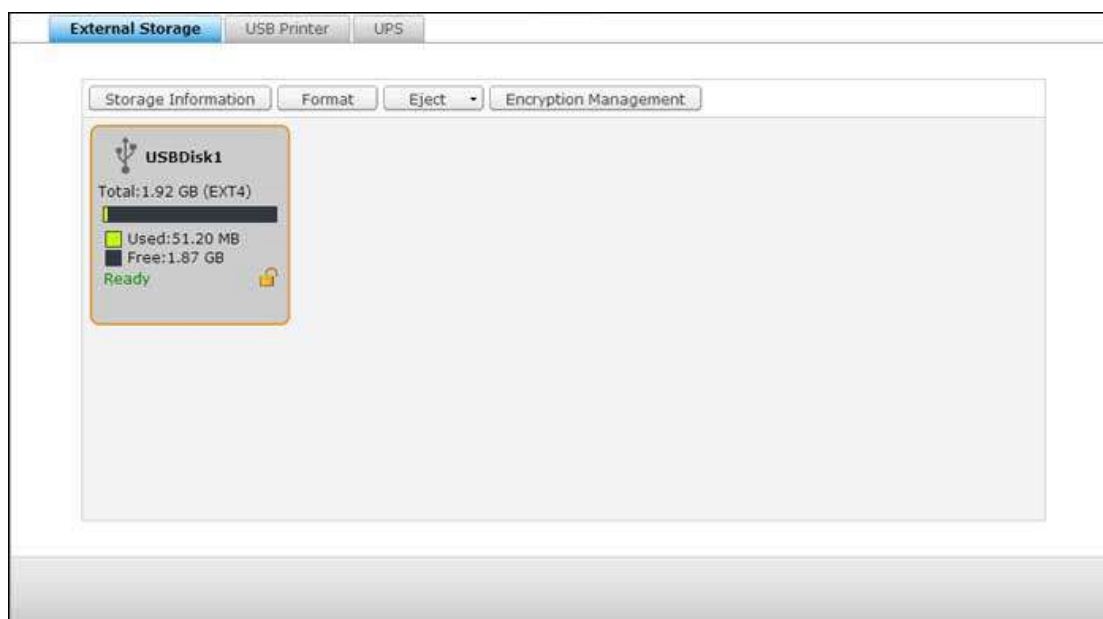 External Storage USB Printer UPS
Storage Information Format Eject Encryption Management
USBDisk1
Total:1.92 GB (EXT4)
Used:51.20 MB
Free:1.87 GB
Ready